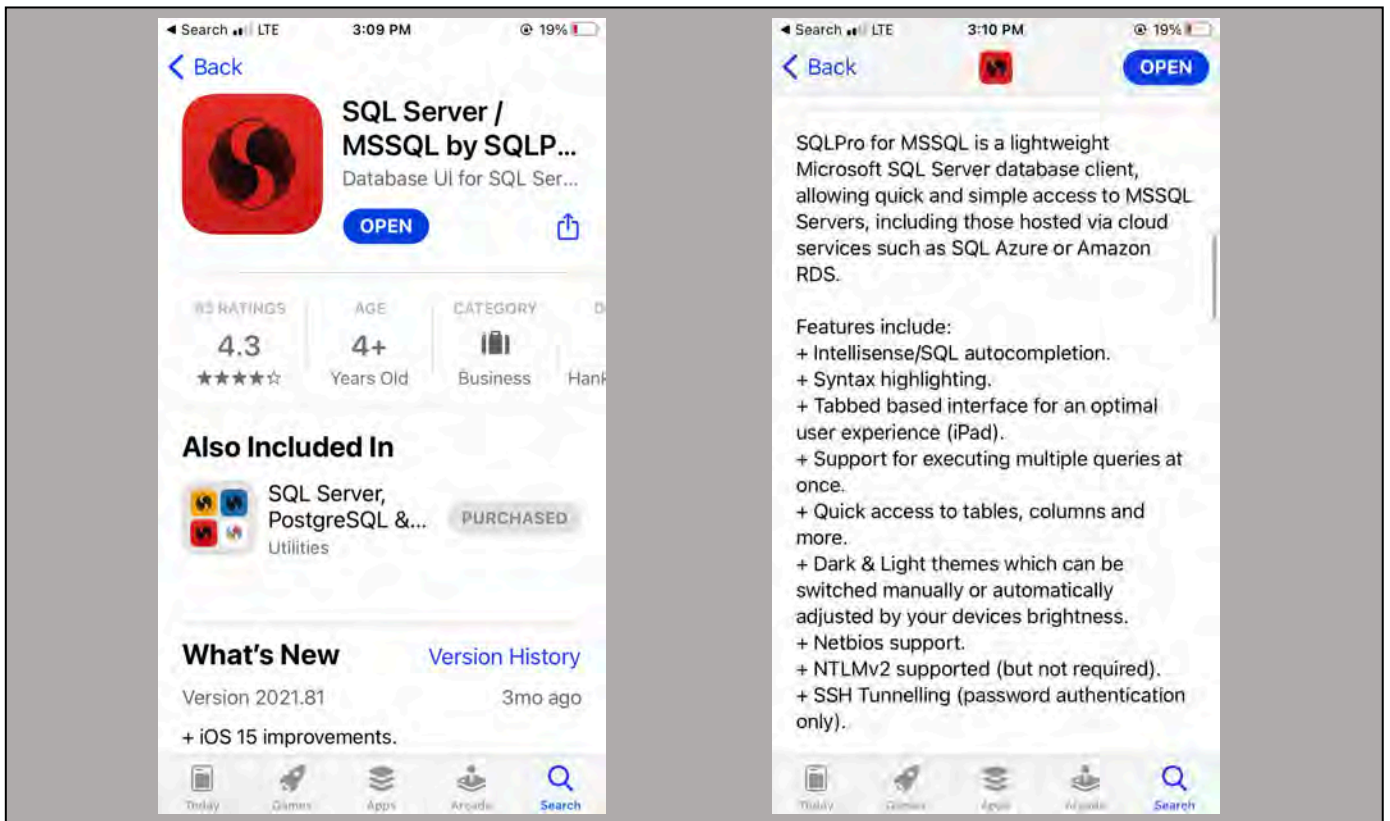 Search LTE 3:09 PM 19%
Back
SQL Server /
MSSQL by SQLP...
Database UI for SQL Ser...
OPEN
83 RATINGS AGE CATEGORY D
4.3 4+
★★★★☆ Years Old Business Hank
Also Included In
SQL Server,
PostgreSQL &...
Utilities
PURCHASED
What's New Version History
Version 2021.81 3mo ago
+ iOS 15 improvements.
Today Games Apps Arcade Search
Search LTE 3:10 PM 19%
Back OPEN
SQLPro for MSSQL is a lightweight
Microsoft SQL Server database client,
allowing quick and simple access to MSSQL
Servers, including those hosted via cloud
services such as SQL Azure or Amazon
RDS.
Features include:
+ Intellisense/SQL autocompletion.
+ Syntax highlighting.
+ Tabbed based interface for an optimal
user experience (iPad).
+ Support for executing multiple queries at
once.
+ Quick access to tables, columns and
more.
+ Dark & Light themes which can be
switched manually or automatically
adjusted by your devices brightness.
+ Netbios support.
+ NTLMv2 supported (but not required).
+ SSH Tunnelling (password authentication
only).
Today Games Apps Arcade Search